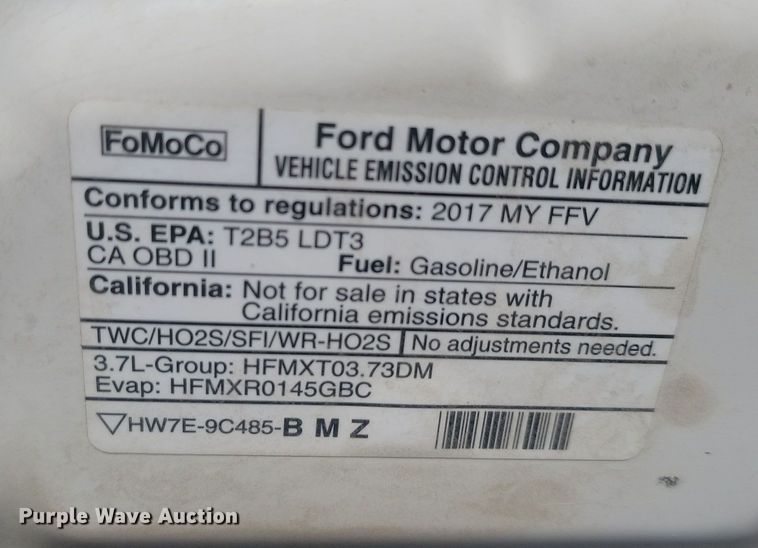 FoMoCo
Ford Motor Company
VEHICLE EMISSION CONTROL INFORMATION
Conforms to regulations: 2017 MY FFV
U.S. EPA: T2B5 LDT3
CA OBD II Fuel: Gasoline/Ethanol
California: Not for sale in states with
California emissions standards.
TWC/HO2S/SFI/WR-HO2S No adjustments needed.
3.7L-Group: HFMXT03.73DM
Evap: HFMXR0145GBC
HW7E-9C485-B M Z
Purple Wave Auction